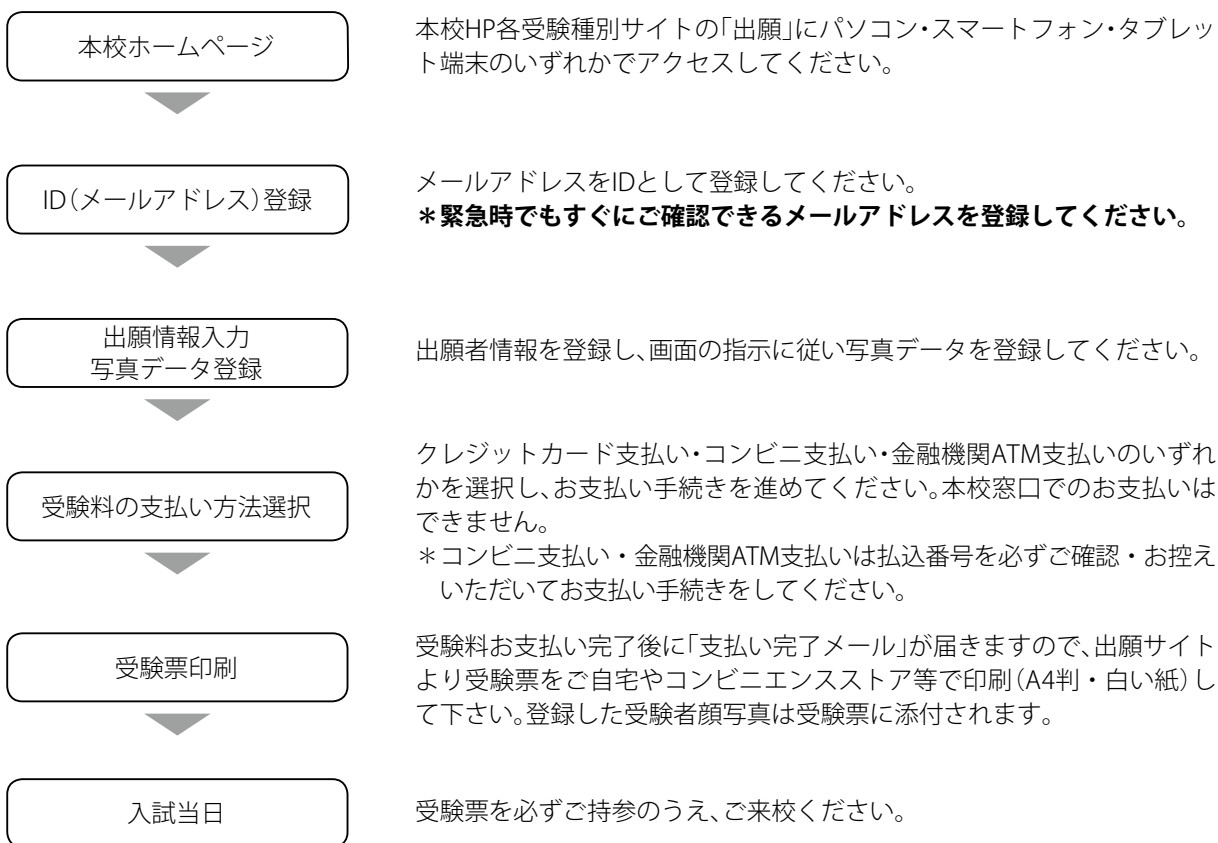 本校ホームページ
本校HP各受験種別サイトの「出願」にパソコン・スマートフォン・タブレッ
ト端末のいずれかでアクセスしてください。
ID（メールアドレス）登録
メールアドレスをIDとして登録してください。
＊緊急時でもすぐにご確認できるメールアドレスを登録してください。
出願情報入力
写真データ登録
出願者情報を登録し、画面の指示に従い写真データを登録してください。
受験料の支払い方法選択
クレジットカード支払い・コンビニ支払い・金融機関ATM支払いのいずれ
かを選択し、お支払い手続きを進めてください。本校窓口でのお支払いは
できません。
＊コンビニ支払い・金融機関ATM支払いは払込番号を必ずご確認・お控え
いただいてお支払い手続きをしてください。
受験票印刷
受験料お支払い完了後に「支払い完了メール」が届きますので、出願サイト
より受験票をご自宅やコンビニエンスストア等で印刷（A4判・白い紙）し
て下さい。登録した受験者顔写真は受験票に添付されます。
入試当日
受験票を必ずご持参のうえ、ご来校ください。